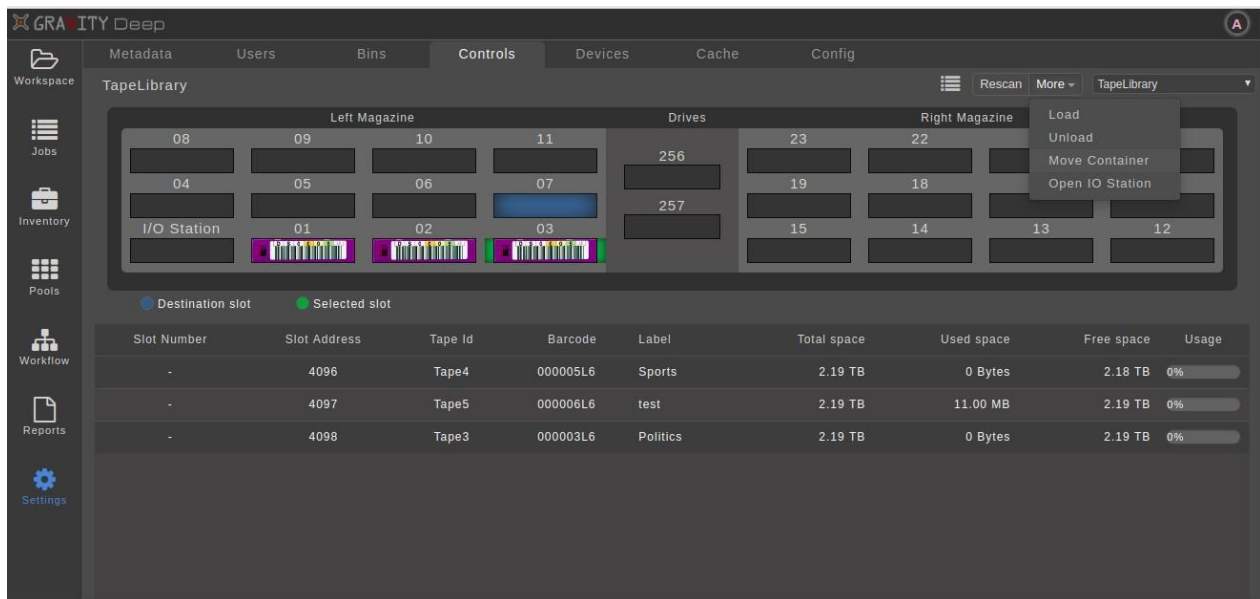 GRAVITY Deep
A
Metadata Users Bins Controls Devices Cache Config
Workspace
Jobs
Inventory
Pools
Workflow
Reports
Settings
TapeLibrary
Rescan More TapeLibrary
Load
Unload
Move Container
Open IO Station
Left Magazine Drives Right Magazine
08 09 10 11 23 22
256
04 05 06 07 19 18
257
I/O Station 01 02 03 15 14 13 12
Destination slot Selected slot
Slot Number Slot Address Tape Id Barcode Label Total space Used space Free space Usage
- 4096 Tape4 000005L6 Sports 2.19 TB 0 Bytes 2.18 TB 0%
- 4097 Tape5 000006L6 test 2.19 TB 11.00 MB 2.19 TB 0%
- 4098 Tape3 000003L6 Politics 2.19 TB 0 Bytes 2.19 TB 0%